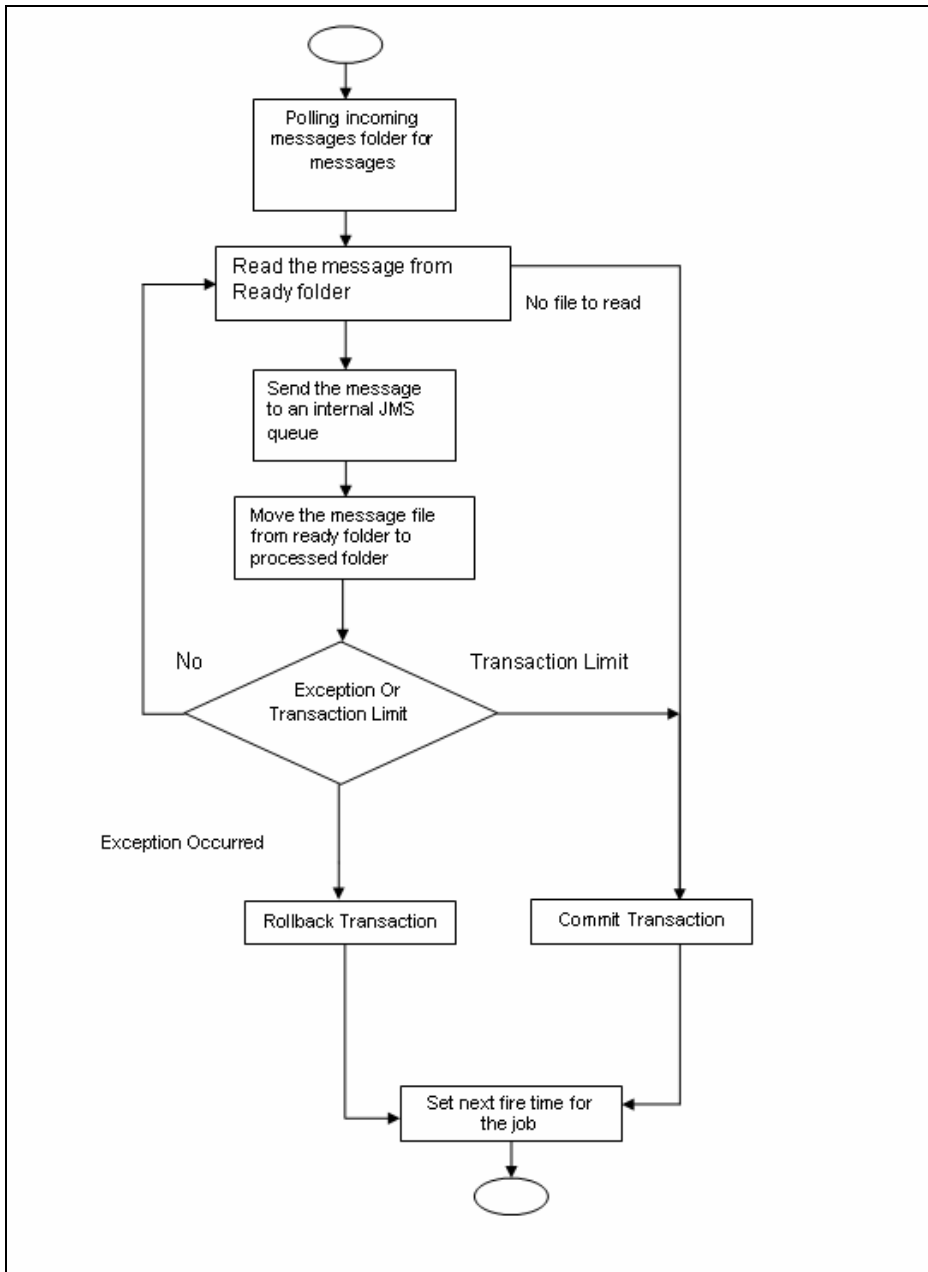 Polling incoming
messages folder for
messages
Read the message from
Ready folder
No file to read
Send the message
to an internal JMS
queue
Move the message file
from ready folder to
processed folder
No
Transaction Limit
Exception Or
Transaction Limit
Exception Occurred
Rollback Transaction
Commit Transaction
Set next fire time for
the job